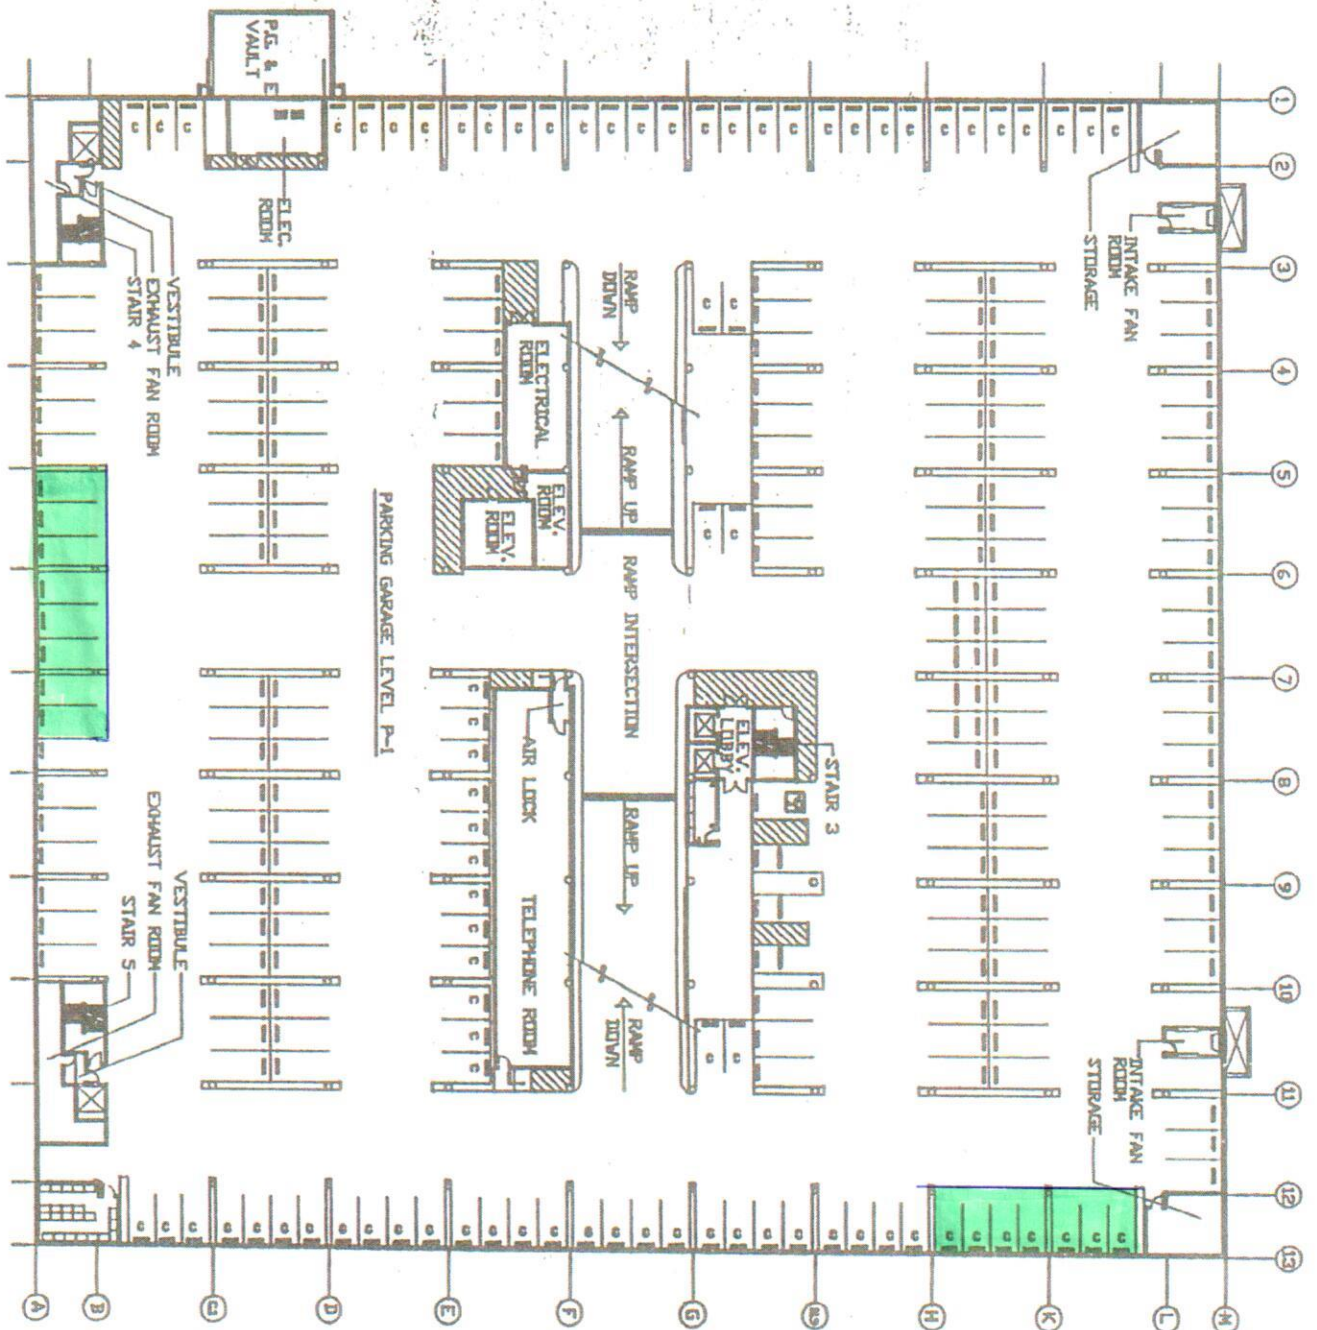 P.G. & E
VAULT
ELEC.
ROOM
VESTIBULE
EXHAUST FAN ROOM
STAIR 4
RAMP
DOWN
ELECTRICAL
ROOM
RAMP UP
ELEV.
ROOM
ELEV.
ROOM
INTAKE FAN
ROOM
STORAGE
PARKING GARAGE LEVEL P-1
RAMP INTERSECTION
ELEV.
LOBBY
STAIR 3
AIR LOCK
TELEPHONE ROOM
RAMP UP
RAMP
DOWN
VESTIBULE
EXHAUST FAN ROOM
STAIR 5
INTAKE FAN
ROOM
STORAGE
1
2
3
4
5
6
7
8
9
10
11
12
13
A
B
D
E
F
G
H
K
L
M
C C C
C C C C C C C C C C C C C C C C C C C C C
C C
C C
C C
C C C C C C C C C C C C
C C C C C C C C C C C C C C C C C C C C C C C C C C C C C